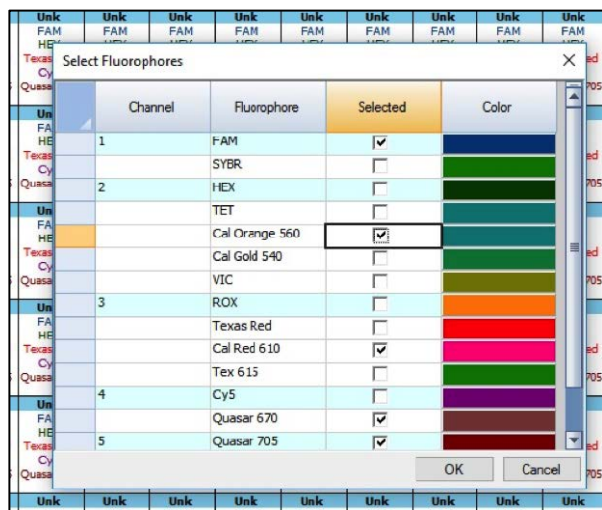 Unk Unk Unk Unk Unk Unk Unk Unk
FAM FAM FAM FAM FAM FAM FAM FAM
Select Fluorophores
Channel Fluorophore Selected Color
1 FAM
SYBR
2 HEX
TET
Cal Orange 560
Cal Gold 540
VIC
3 ROX
Texas Red
Cal Red 610
Tex 615
4 Cy5
Quasar 670
5 Quasar 705
OK Cancel
Unk Unk Unk Unk Unk Unk Unk Unk